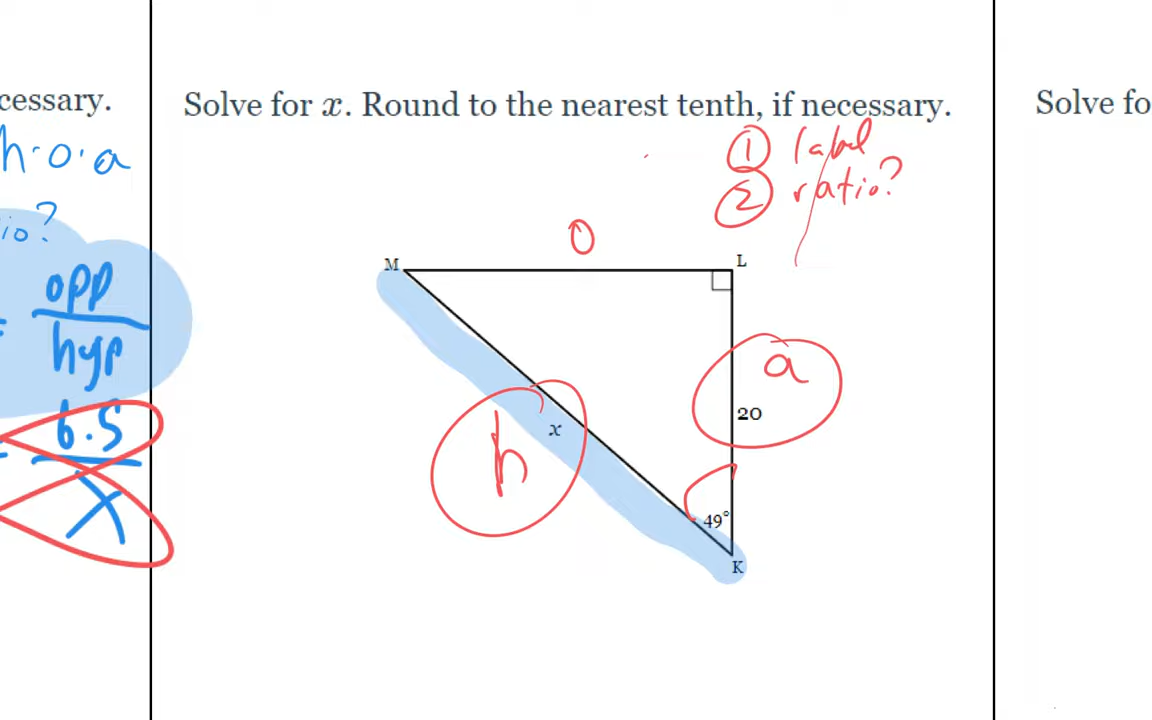 cessary.
h·o·a
io?
= opp
hyp
= 6.5
x
Solve for x. Round to the nearest tenth, if necessary.
① label
② ratio?
O
M
L
a
20
h
x
49°
K
Solve fo